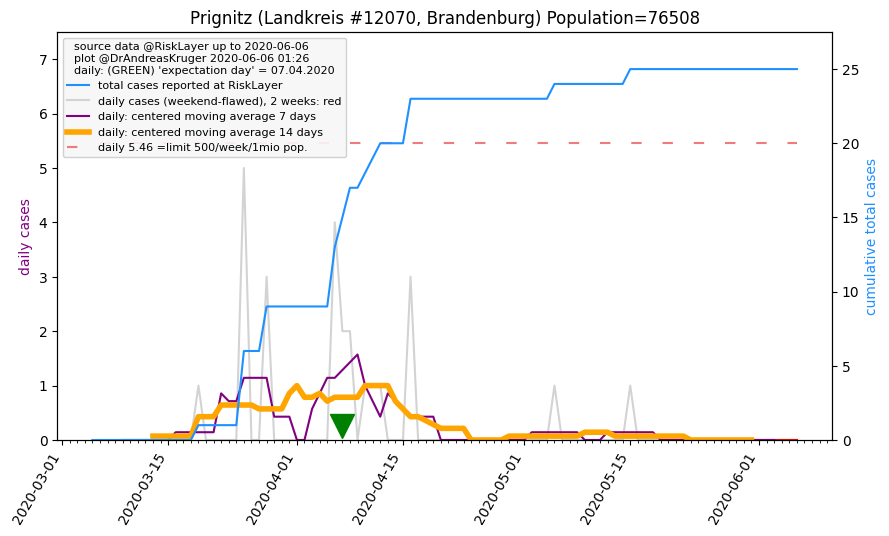 Prignitz (Landkreis #12070, Brandenburg) Population=76508
source data @RiskLayer up to 2020-06-06
plot @DrAndreasKruger 2020-06-06 01:26
daily: (GREEN) 'expectation day' = 07.04.2020
total cases reported at RiskLayer
daily cases (weekend-flawed), 2 weeks: red
daily: centered moving average 7 days
daily: centered moving average 14 days
daily 5.46 =limit 500/week/1mio pop.
daily cases
7
6
5
4
3
2
1
0
cumulative total cases
25
20
15
10
5
0
2020-03-01
2020-03-15
2020-04-01
2020-04-15
2020-05-01
2020-05-15
2020-06-01